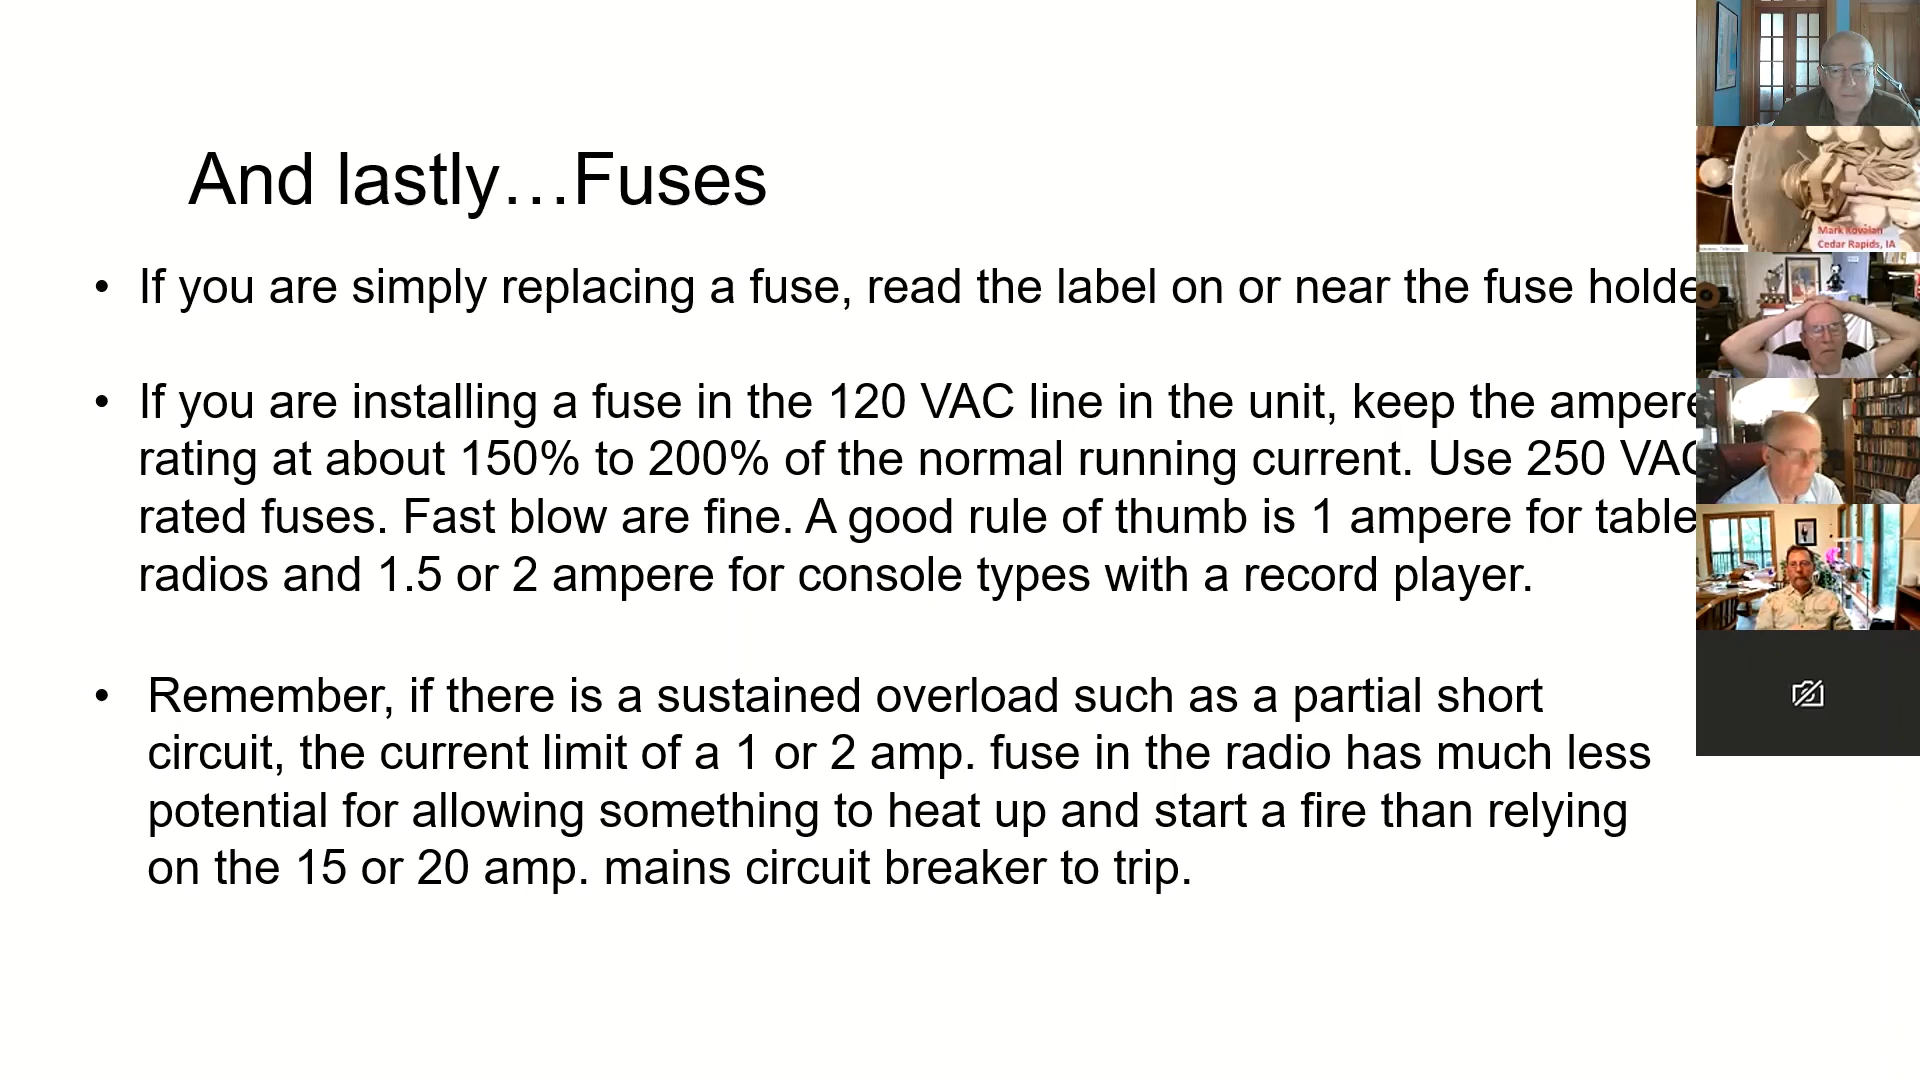 And lastly…Fuses
• If you are simply replacing a fuse, read the label on or near the fuse holde
• If you are installing a fuse in the 120 VAC line in the unit, keep the ampere
rating at about 150% to 200% of the normal running current. Use 250 VAC
rated fuses. Fast blow are fine. A good rule of thumb is 1 ampere for table
radios and 1.5 or 2 ampere for console types with a record player.
• Remember, if there is a sustained overload such as a partial short
circuit, the current limit of a 1 or 2 amp. fuse in the radio has much less
potential for allowing something to heat up and start a fire than relying
on the 15 or 20 amp. mains circuit breaker to trip.
Mark Kovalan
Cedar Rapids, IA